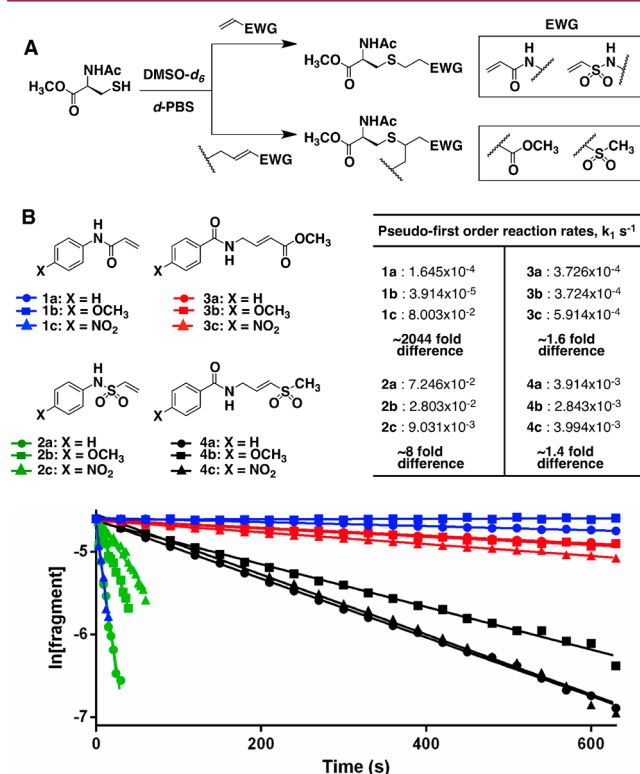 A
EWG
EWG
NHAc
H₃CO
SH
O
DMSO-d₆
d-PBS
NHAc
H₃CO
S
EWG
O
H
N
O
H
S
N
O O
EWG
NHAc
H₃CO
S
EWG
O
OCH₃
O
CH₃
S
O O
B
H
N
O
X
1a: X = H
1b: X = OCH₃
1c: X = NO₂
O
N
H
OCH₃
O
X
3a: X = H
3b: X = OCH₃
3c: X = NO₂
H
N
S
O O
X
2a: X = H
2b: X = OCH₃
2c: X = NO₂
O
N
H
CH₃
S
O O
X
4a: X = H
4b: X = OCH₃
4c: X = NO₂
Pseudo-first order reaction rates, k₁ s⁻¹
1a : 1.645x10⁻⁴
1b : 3.914x10⁻⁵
1c : 8.003x10⁻²
~2044 fold
difference
3a : 3.726x10⁻⁴
3b : 3.724x10⁻⁴
3c : 5.914x10⁻⁴
~1.6 fold
difference
2a : 7.246x10⁻²
2b : 2.803x10⁻²
2c : 9.031x10⁻³
~8 fold
difference
4a : 3.914x10⁻³
4b : 2.843x10⁻³
4c : 3.994x10⁻³
~1.4 fold
difference
ln[fragment]
-5
-6
-7
0
200
400
600
Time (s)